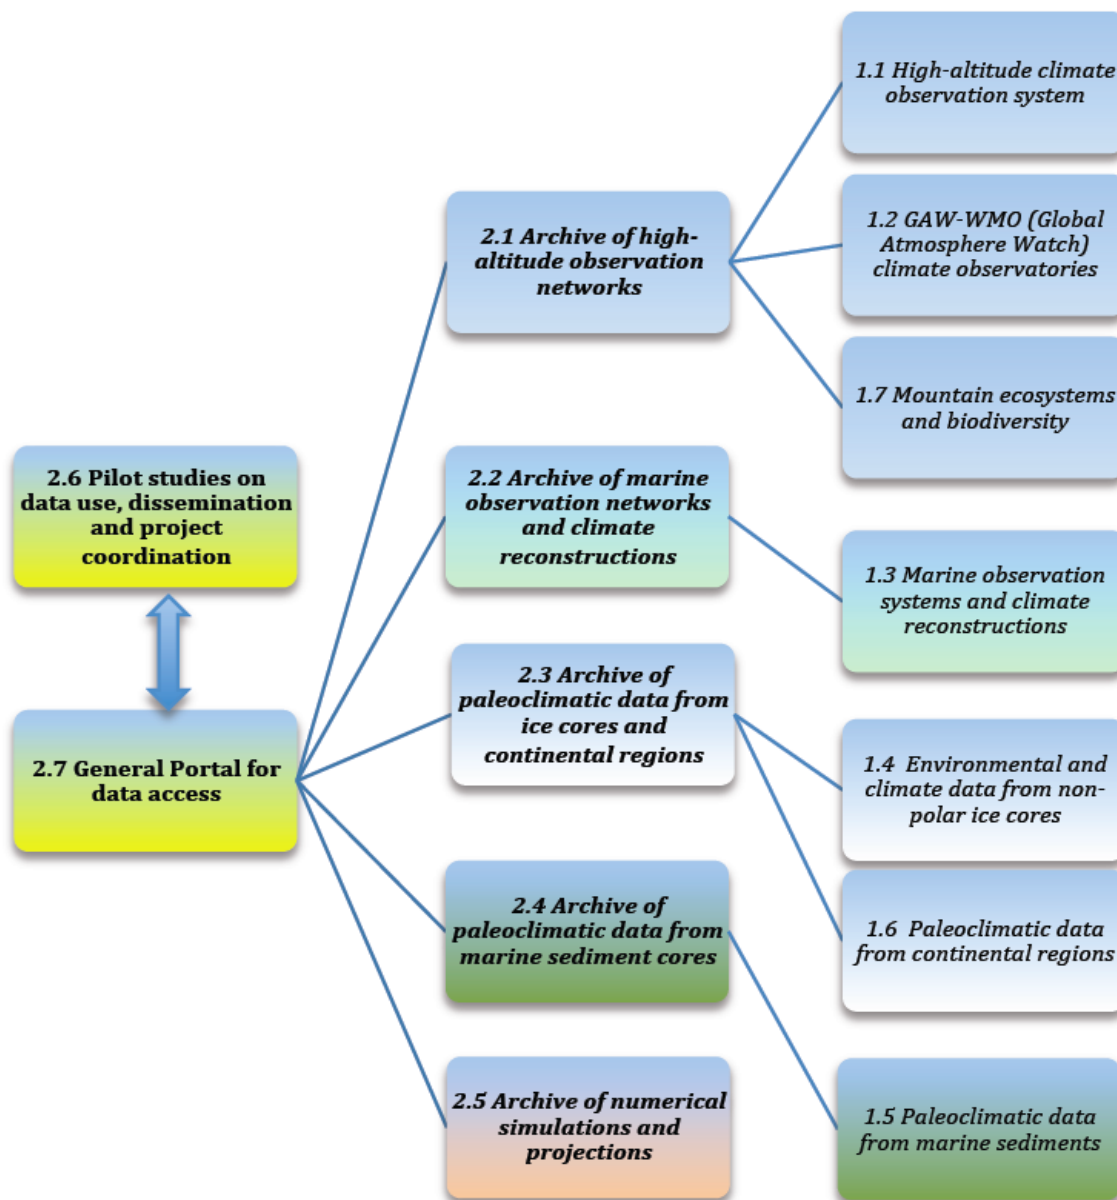 1.1 High-altitude climate
observation system
1.2 GAW-WMO (Global
Atmosphere Watch)
climate observatories
2.1 Archive of high-
altitude observation
networks
1.7 Mountain ecosystems
and biodiversity
2.6 Pilot studies on
data use, dissemination
and project
coordination
2.2 Archive of marine
observation networks
and climate
reconstructions
1.3 Marine observation
systems and climate
reconstructions
2.3 Archive of
paleoclimatic data from
ice cores and
continental regions
2.7 General Portal for
data access
1.4 Environmental and
climate data from non-
polar ice cores
2.4 Archive of
paleoclimatic data from
marine sediment cores
1.6 Paleoclimatic data
from continental regions
2.5 Archive of numerical
simulations and
projections
1.5 Paleoclimatic data
from marine sediments